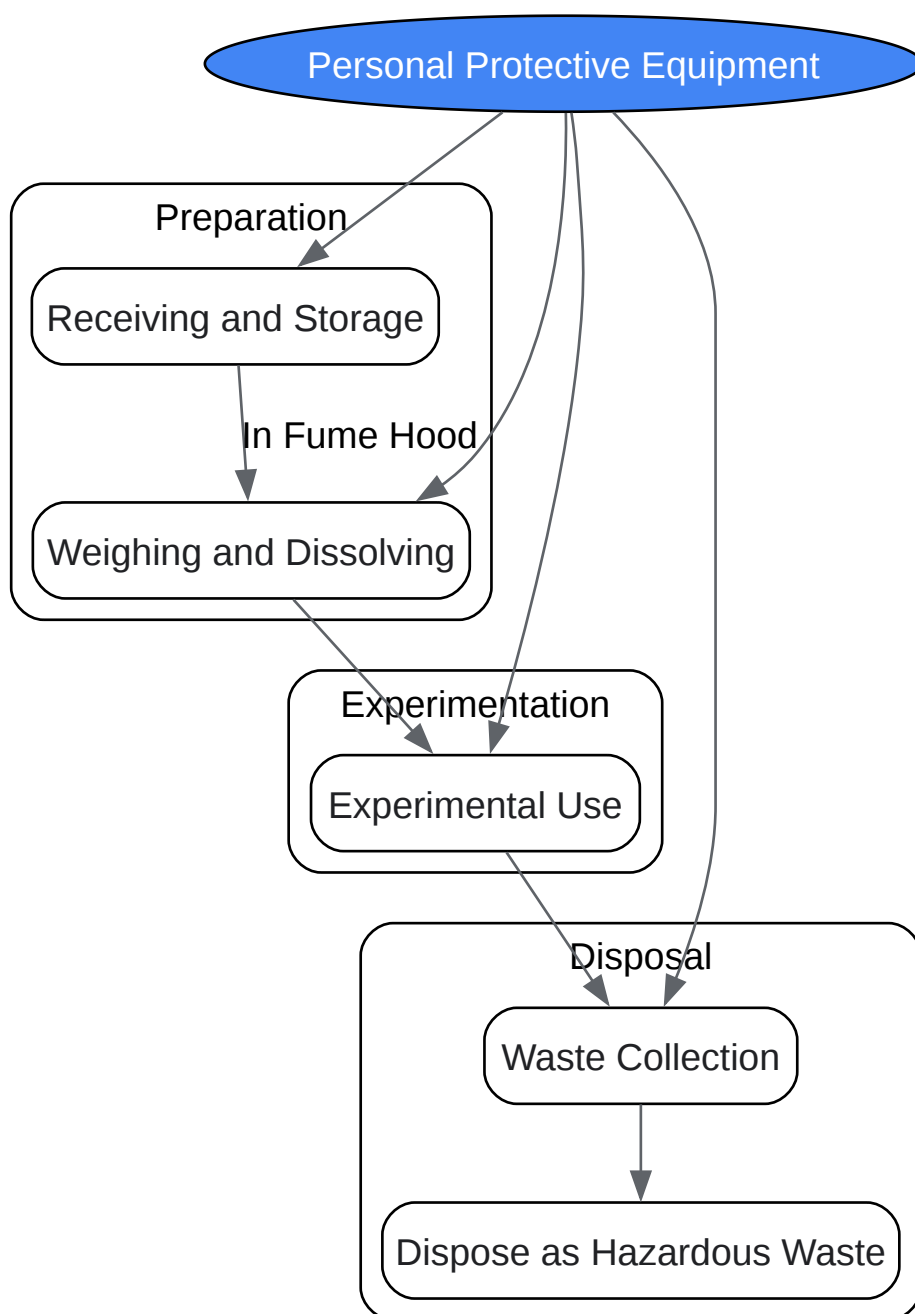 Personal Protective Equipment
Preparation
Receiving and Storage
In Fume Hood
Weighing and Dissolving
Experimentation
Experimental Use
Disposal
Waste Collection
Dispose as Hazardous Waste